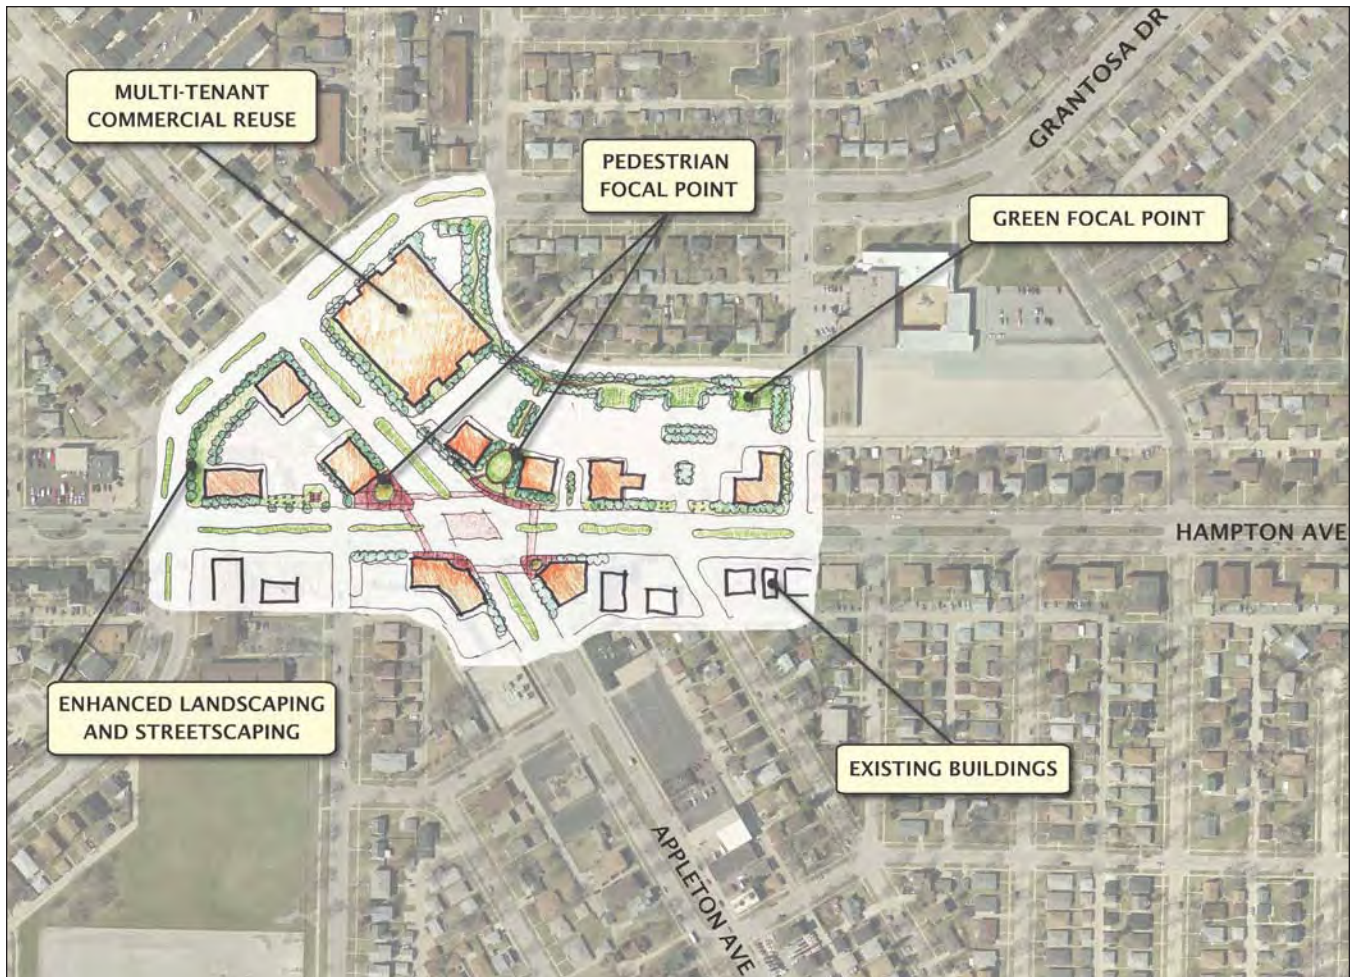 GRANTOSA DR
MULTI-TENANT
COMMERCIAL REUSE
PEDESTRIAN
FOCAL POINT
GREEN FOCAL POINT
HAMPTON AVE
ENHANCED LANDSCAPING
AND STREETSCAPING
EXISTING BUILDINGS
APPLETON AVE